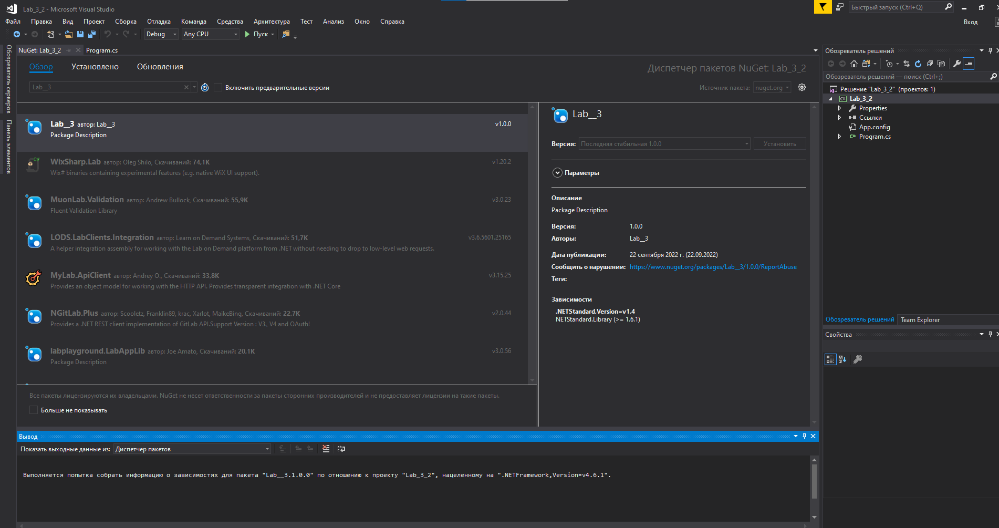 Lab_3_2 - Microsoft Visual Studio
Быстрый запуск (Ctrl+Q)
Файл Правка Вид Проект Сборка Отладка Команда Средства Архитектура Тест Анализ Окно Справка
Вход
Debug Any CPU Пуск
Обозреватель серверов
Панель элементов
NuGet: Lab_3_2 Program.cs
Обзор Установлено Обновления
Диспетчер пакетов NuGet: Lab_3_2
Lab__3
Включить предварительные версии
Источник пакета: nuget.org
Lab__3 автор: Lab__3 v1.0.0
Package Description
WixSharp.Lab автор: Oleg Shilo, Скачиваний: 74,1K v1.20.2
Wix# binaries containing experimental features (e.g. native WiX UI support).
MuonLab.Validation автор: Andrew Bullock, Скачиваний: 55,9K v3.0.23
Fluent Validation Library
LODS.LabClients.Integration автор: Learn on Demand Systems, Скачиваний: 51,7K v3.6.5601.25165
A helper integration assembly for working with the Lab on Demand platform from .NET without needing to drop to low-level web requests.
MyLab.ApiClient автор: Andrey O., Скачиваний: 33,8K v3.15.25
Provides an object model for working with the HTTP API. Provides transparent integration with .NET Core
NGitLab.Plus автор: Scooletz, Franklin89, krac, Xarlot, MaikeBing, Скачиваний: 22,7K v2.0.44
Provides a .NET REST client implementation of GitLab API.Support Version : V3、V4 and OAuth!
labplayground.LabAppLib автор: Joe Amato, Скачиваний: 20,1K v3.0.56
Package Description
Все пакеты лицензируются их владельцами. NuGet не несет ответственности за пакеты сторонних производителей и не предоставляет лицензии на такие пакеты.
Больше не показывать
Lab__3
Версия: Последняя стабильная 1.0.0 Установить
Параметры
Описание
Package Description
Версия: 1.0.0
Авторы: Lab__3
Дата публикации: 22 сентября 2022 г. (22.09.2022)
Сообщить о нарушении: https://www.nuget.org/packages/Lab__3/1.0.0/ReportAbuse
Теги:
Зависимости
.NETStandard,Version=v1.4
NETStandard.Library (>= 1.6.1)
Обозреватель решений
Обозреватель решений — поиск (Ctrl+;)
Решение "Lab_3_2" (проектов: 1)
Lab_3_2
Properties
Ссылки
App.config
Program.cs
Обозреватель решений Team Explorer
Свойства
Вывод
Показать выходные данные из: Диспетчер пакетов
Выполняется попытка собрать информацию о зависимостях для пакета "Lab__3.1.0.0" по отношению к проекту "Lab_3_2", нацеленному на ".NETFramework,Version=v4.6.1".